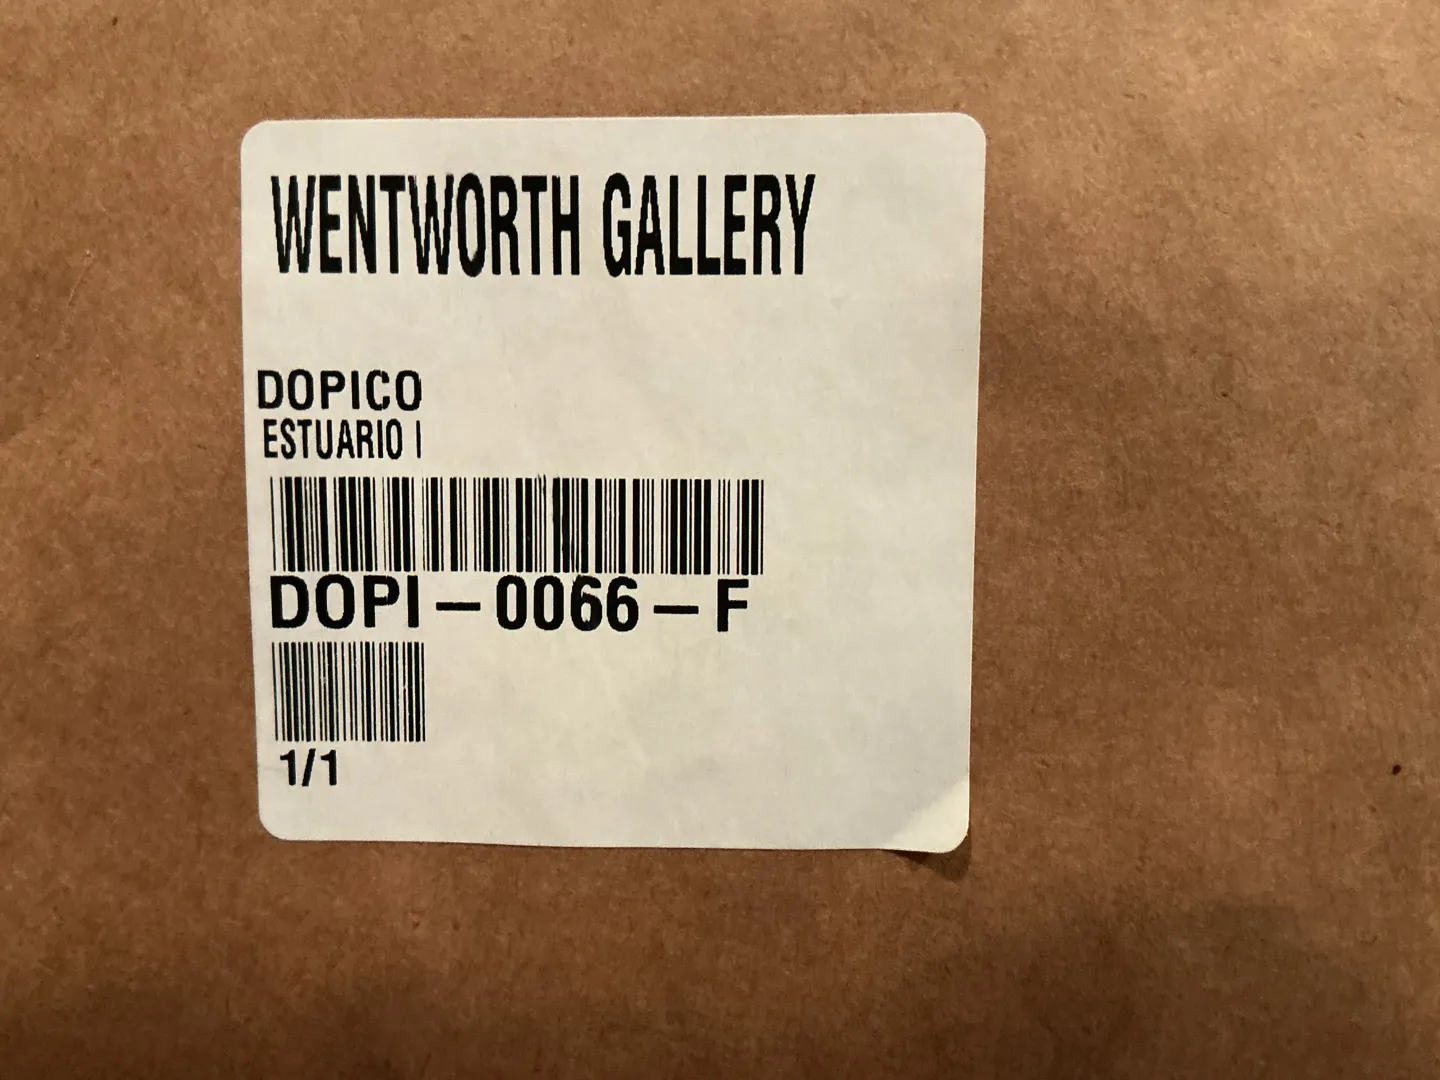 WENTWORTH GALLERY
DOPICO
ESTUARIO I
DOPI-0066-F
1/1